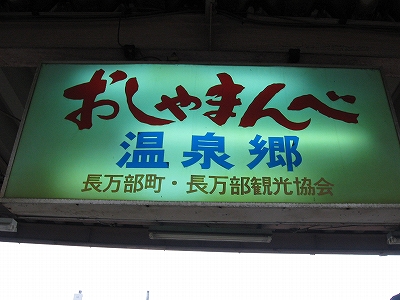 おしゃまんべ
温泉郷
長万部町・長万部観光協会